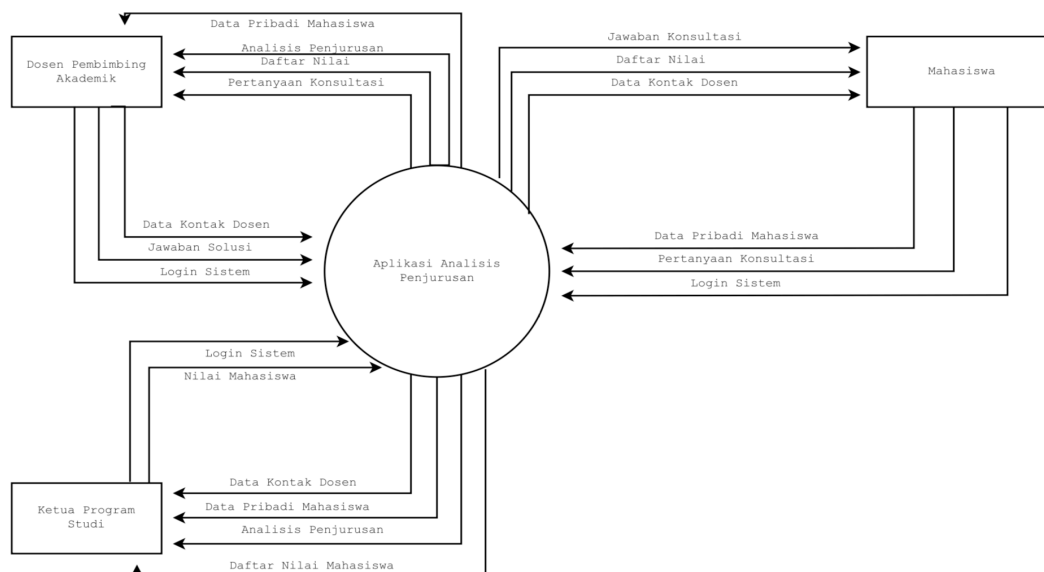 Data Pribadi Mahasiswa
Analisis Penjurusan
Daftar Nilai
Pertanyaan Konsultasi
Dosen Pembimbing
Akademik
Jawaban Konsultasi
Daftar Nilai
Data Kontak Dosen
Mahasiswa
Data Kontak Dosen
Jawaban Solusi
Login Sistem
Aplikasi Analisis
Penjurusan
Data Pribadi Mahasiswa
Pertanyaan Konsultasi
Login Sistem
Login Sistem
Nilai Mahasiswa
Ketua Program
Studi
Data Kontak Dosen
Data Pribadi Mahasiswa
Analisis Penjurusan
Daftar Nilai Mahasiswa